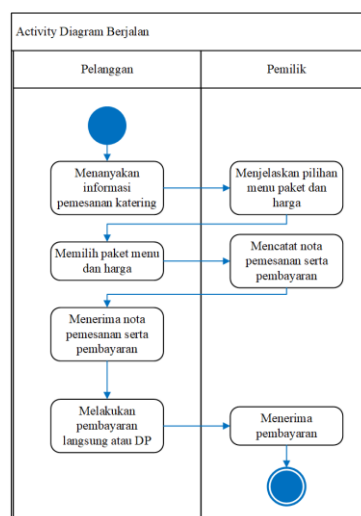 Activity Diagram Berjalan
Pelanggan
Pemilik
Menanyakan
informasi
pemesanan katering
Menjelaskan pilihan
menu paket dan
harga
Memilih paket menu
dan harga
Mencatat nota
pemesanan serta
pembayaran
Menerima nota
pemesanan serta
pembayaran
Melakukan
pembayaran
langsung atau DP
Menerima
pembayaran